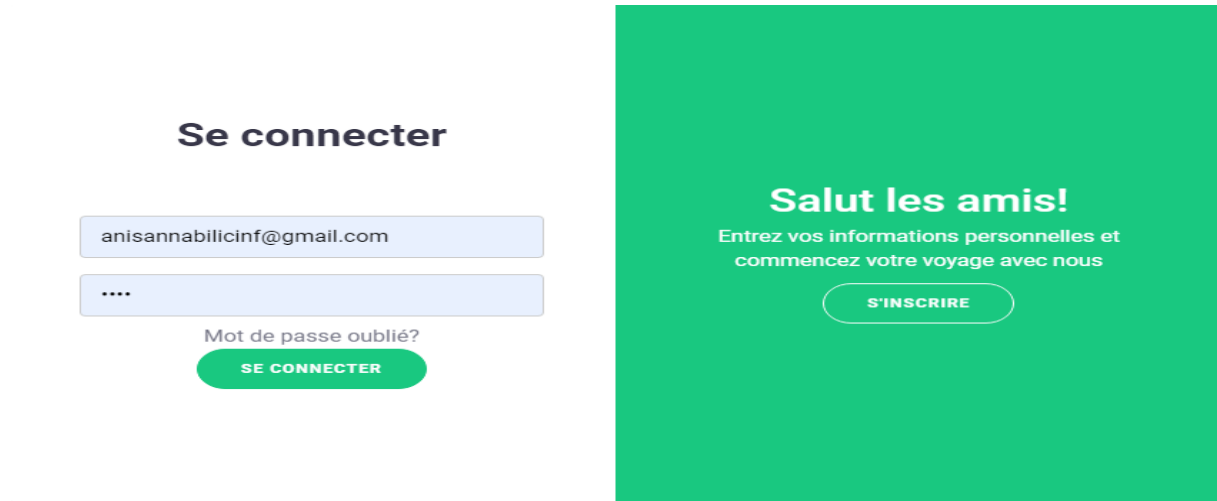 Se connecter
anisannabilicinf@gmail.com
····
Mot de passe oublié?
SE CONNECTER
Salut les amis!
Entrez vos informations personnelles et
commencez votre voyage avec nous
S'INSCRIRE